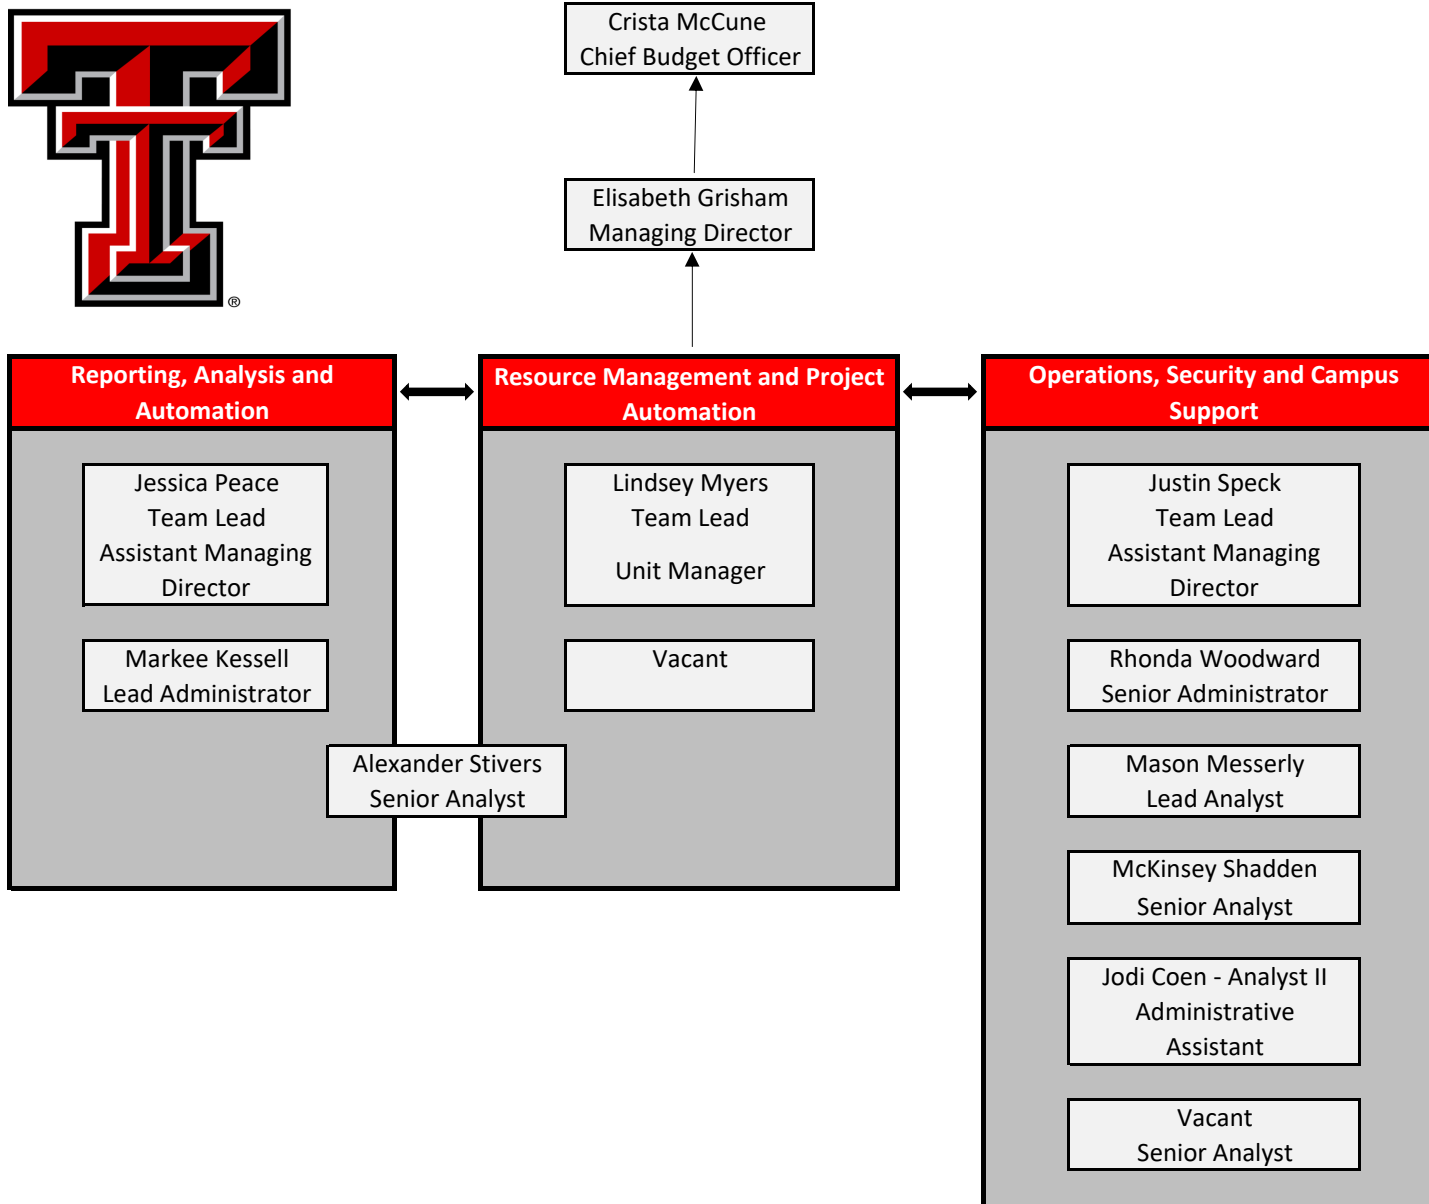 Crista McCune
Chief Budget Officer
Elisabeth Grisham
Managing Director
®
Reporting, Analysis and
Automation
Jessica Peace
Team Lead
Assistant Managing
Director
Markee Kessell
Lead Administrator
Alexander Stivers
Senior Analyst
Resource Management and Project
Automation
Lindsey Myers
Team Lead
Unit Manager
Vacant
Operations, Security and Campus
Support
Justin Speck
Team Lead
Assistant Managing
Director
Rhonda Woodward
Senior Administrator
Mason Messerly
Lead Analyst
McKinsey Shadden
Senior Analyst
Jodi Coen - Analyst II
Administrative
Assistant
Vacant
Senior Analyst